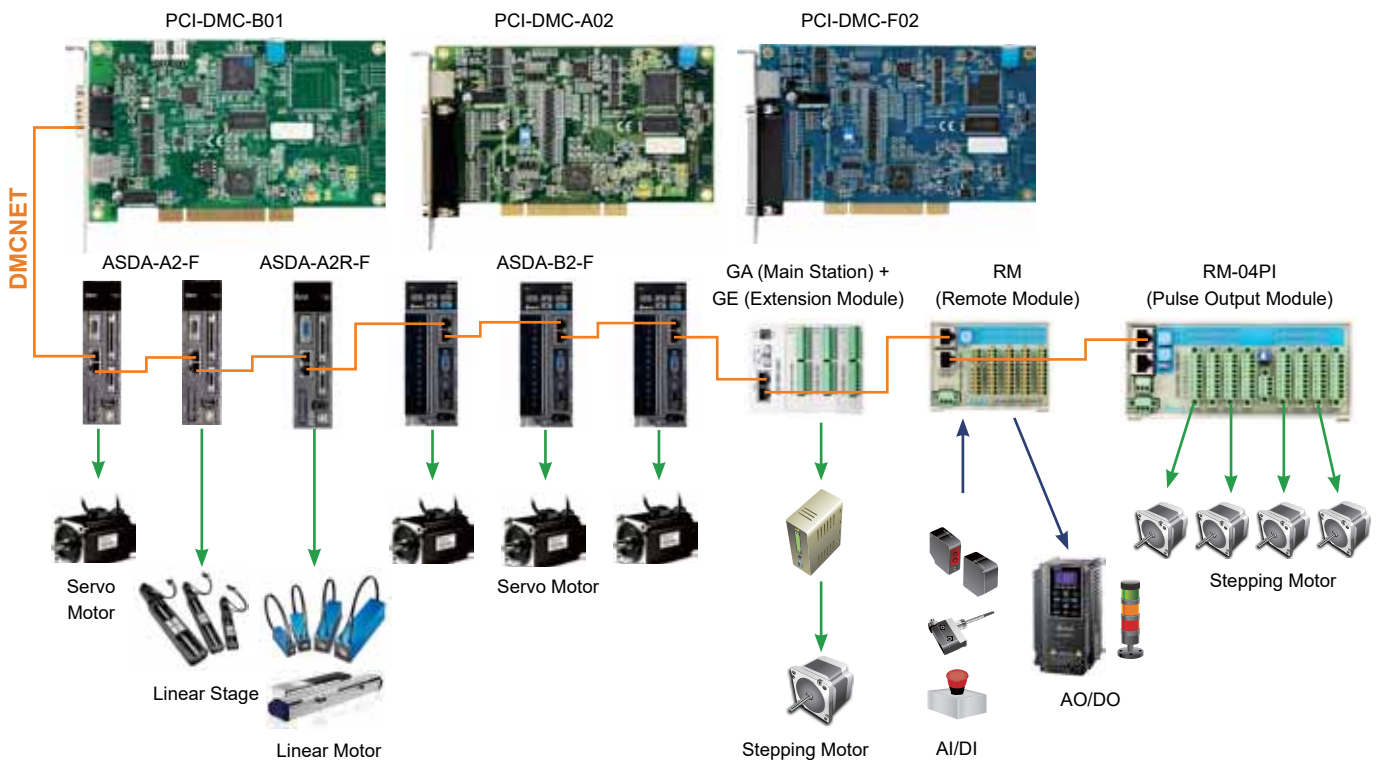 PCI-DMC-B01
PCI-DMC-A02
PCI-DMC-F02
DMCNET
ASDA-A2-F
ASDA-A2R-F
ASDA-B2-F
GA (Main Station) +
GE (Extension Module)
RM
(Remote Module)
RM-04PI
(Pulse Output Module)
Servo
Motor
Linear Stage
Linear Motor
Servo Motor
Stepping Motor
AI/DI
AO/DO
Stepping Motor